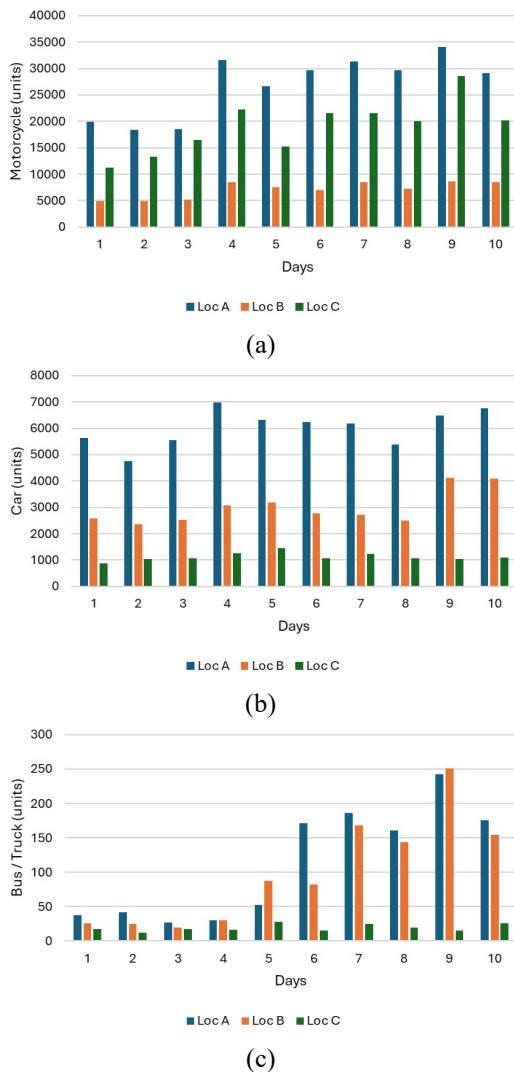 40000
35000
30000
25000
20000
15000
10000
5000
0
Motorcycle (units)
1 2 3 4 5 6 7 8 9 10
Days
Loc A Loc B Loc C
(a)
8000
7000
6000
5000
4000
3000
2000
1000
0
Car (units)
1 2 3 4 5 6 7 8 9 10
Days
Loc A Loc B Loc C
(b)
300
250
200
150
100
50
0
Bus / Truck (units)
1 2 3 4 5 6 7 8 9 10
Days
Loc A Loc B Loc C
(c)